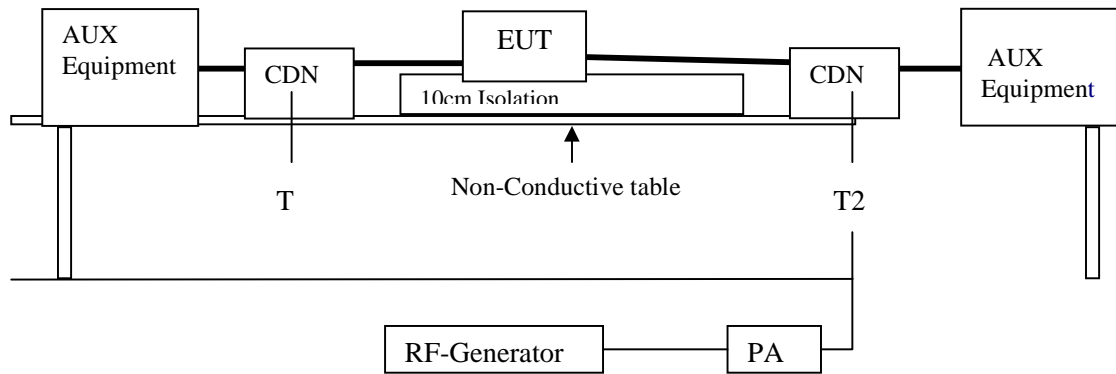 AUX
Equipment
CDN
EUT
10cm Isolation
CDN
AUX
Equipment
T
Non-Conductive table
T2
RF-Generator
PA